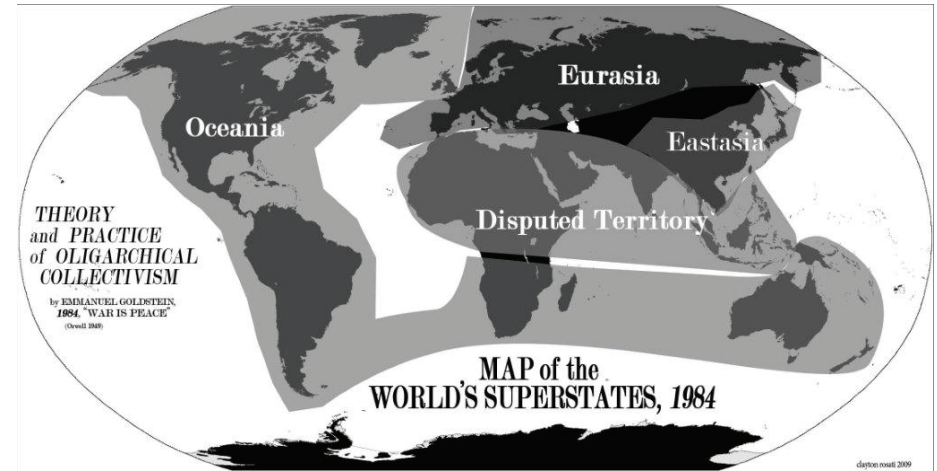 Eurasia
Oceania
Eastasia
Disputed Territory
THEORY
and PRACTICE
of OLIGARCHICAL
COLLECTIVISM
by EMMANUEL GOLDSTEIN,
1984, "WAR IS PEACE"
(Orwell 1949)
MAP of the
WORLD'S SUPERSTATES, 1984
clayton rosati 2009